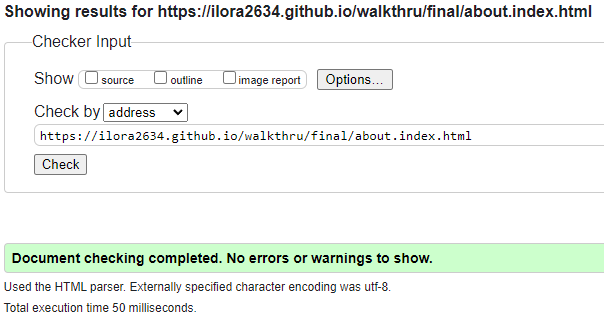 Showing results for https://ilora2634.github.io/walkthru/final/about.index.html
Checker Input
Show source outline image report Options...
Check by address
https://ilora2634.github.io/walkthru/final/about.index.html
Check
Document checking completed. No errors or warnings to show.
Used the HTML parser. Externally specified character encoding was utf-8.
Total execution time 50 milliseconds.